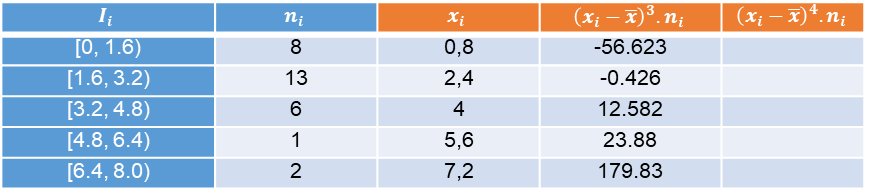 I_i n_i x_i (x_i − x̅)³.n_i (x_i − x̅)⁴.n_i
[0, 1.6) 8 0,8 -56.623
[1.6, 3.2) 13 2,4 -0.426
[3.2, 4.8) 6 4 12.582
[4.8, 6.4) 1 5,6 23.88
[6.4, 8.0) 2 7,2 179.83